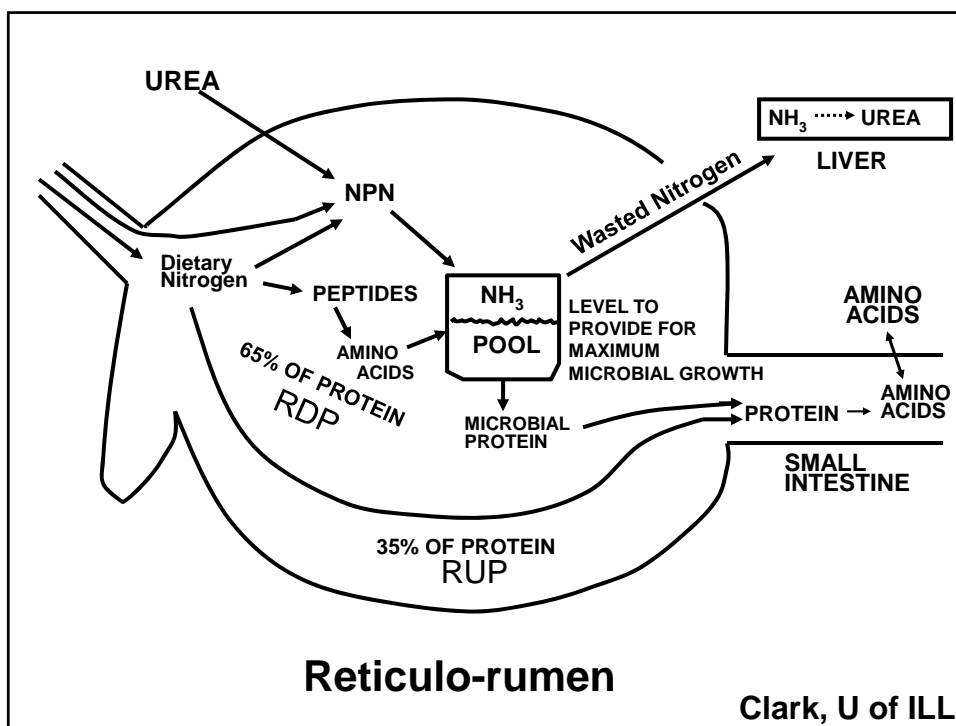 UREA
NPN
NH₃ → UREA
LIVER
Wasted Nitrogen
Dietary
Nitrogen
PEPTIDES
AMINO
ACIDS
65% OF PROTEIN
RDP
NH₃
POOL
LEVEL TO
PROVIDE FOR
MAXIMUM
MICROBIAL GROWTH
MICROBIAL
PROTEIN
AMINO
ACIDS
PROTEIN → AMINO
ACIDS
SMALL
INTESTINE
35% OF PROTEIN
RUP
Reticulo-rumen
Clark, U of ILL